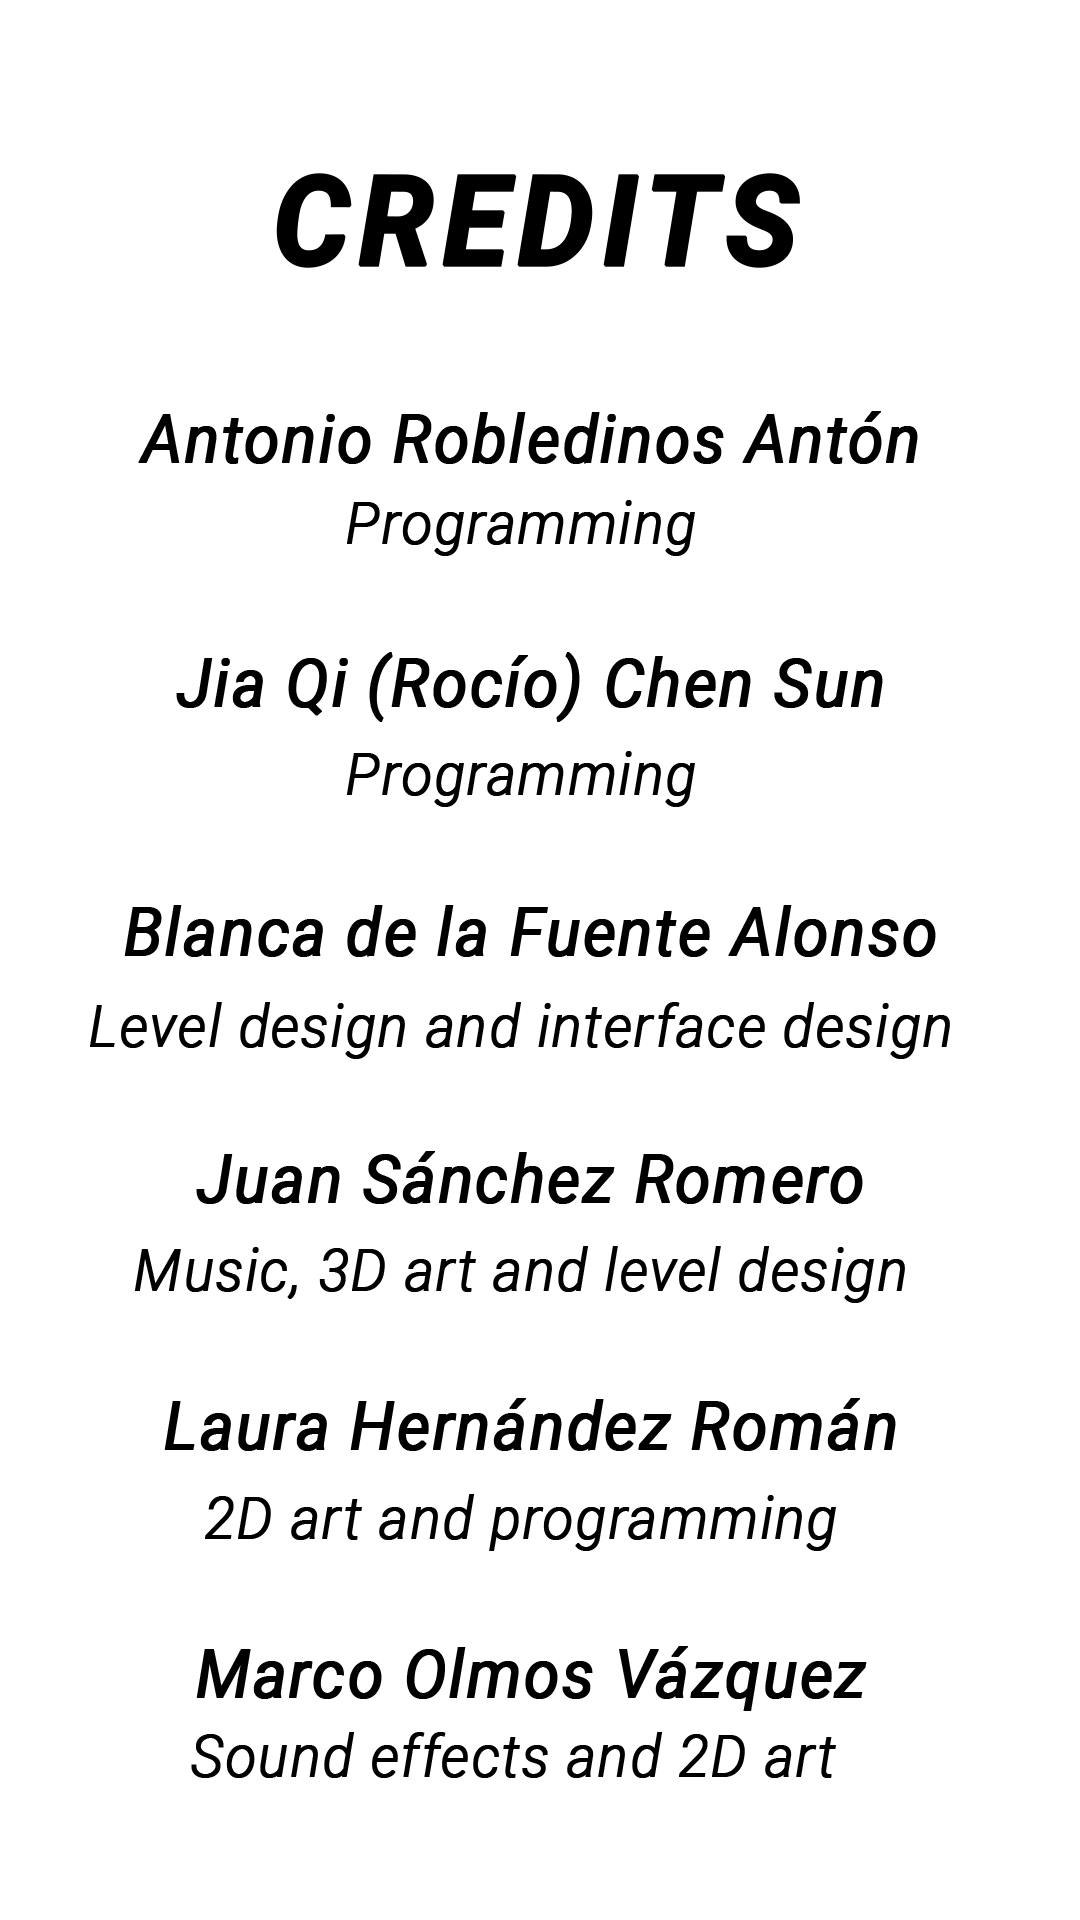 CREDITS
Antonio Robledinos Antón
Programming
Jia Qi (Rocío) Chen Sun
Programming
Blanca de la Fuente Alonso
Level design and interface design
Juan Sánchez Romero
Music, 3D art and level design
Laura Hernández Román
2D art and programming
Marco Olmos Vázquez
Sound effects and 2D art